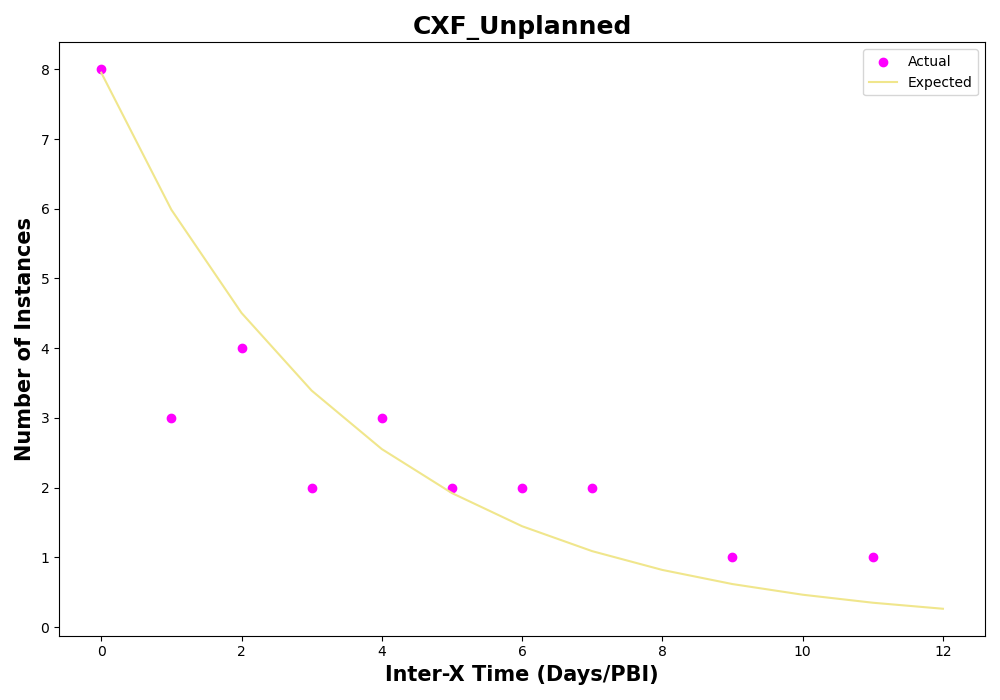 CXF_Unplanned
Actual
Expected
Number of Instances
8
7
6
5
4
3
2
1
0
0 2 4 6 8 10 12
Inter-X Time (Days/PBI)